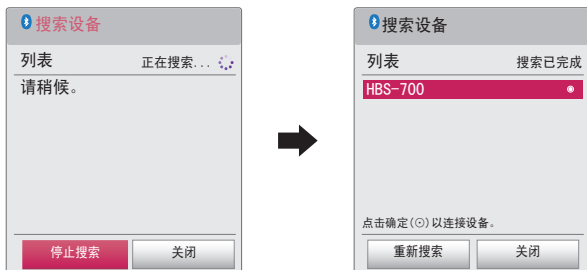 搜索设备
列表 正在搜索...
请稍候。
停止搜索 关闭
搜索设备
列表 搜索已完成
HBS-700
点击确定(⊙)以连接设备。
重新搜索 关闭